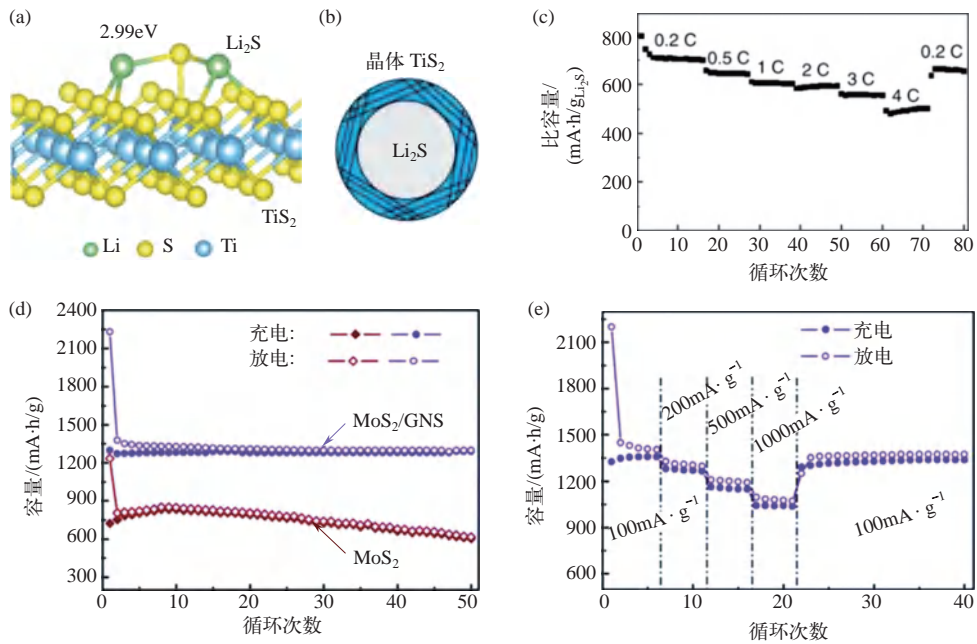 (a)
2.99eV
Li₂S
TiS₂
Li S Ti
(b)
晶体 TiS₂
Li₂S
(c)
比容量/
(mA·h/g_Li₂S)
800
600
400
200
0
0.2 C
0.5 C
1 C
2 C
3 C
4 C
0.2 C
0 10 20 30 40 50 60 70 80
循环次数
(d)
容量/(mA·h/g)
2400
2100
1800
1500
1200
900
600
300
充电:
放电:
MoS₂/GNS
MoS₂
0 10 20 30 40 50
循环次数
(e)
容量/(mA·h/g)
2100
1800
1500
1200
900
600
充电
放电
100mA · g⁻¹
200mA · g⁻¹
500mA · g⁻¹
1000mA · g⁻¹
100mA · g⁻¹
0 10 20 30 40
循环次数